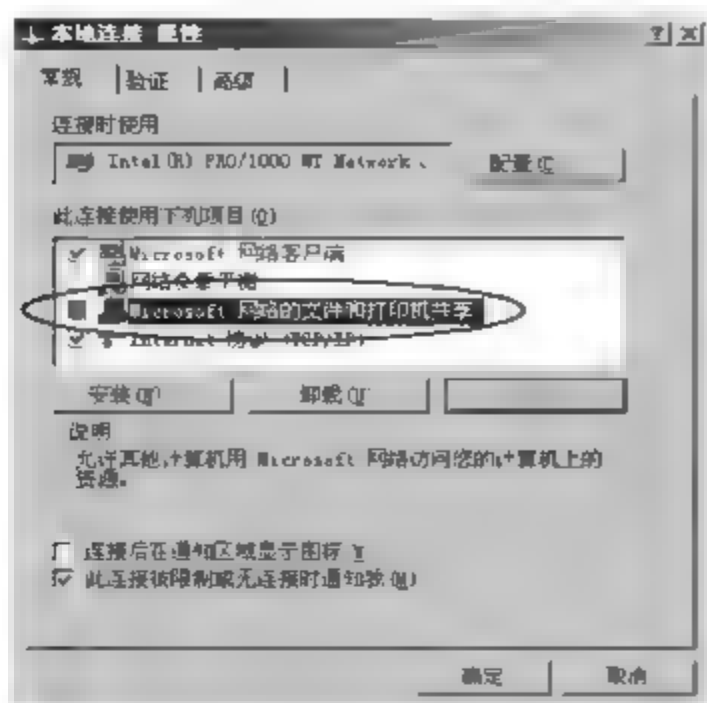 本地连接 属性
常规 验证 高级
连接时使用
Intel(R) PRO/1000 MT Network
配置(C)
此连接使用下列项目(O)
Microsoft 网络客户端
网络负载平衡
Microsoft 网络的文件和打印机共享
Internet 协议 (TCP/IP)
安装(N) 卸载(U)
说明
允许其他计算机用 Microsoft 网络访问您的计算机上的
资源。
连接后在通知区域显示图标
此连接被限制或无连接时通知我(M)
确定 取消